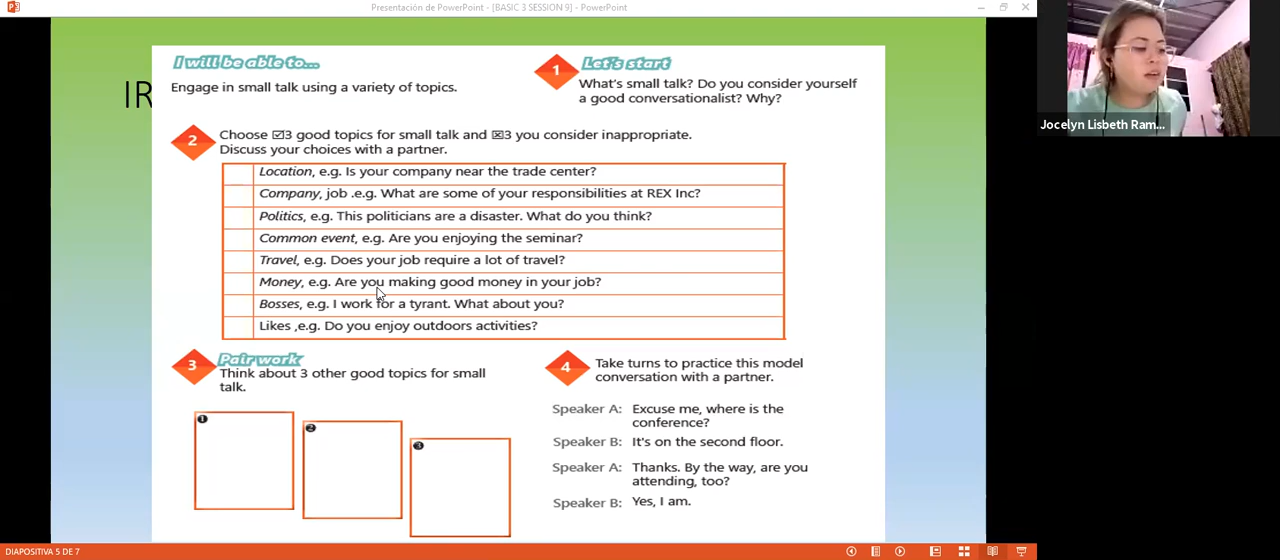 Presentación de PowerPoint - [BASIC 3 SESSION 9] - PowerPoint
IR
I will be able to...
Engage in small talk using a variety of topics.
1
Let's start
What's small talk? Do you consider yourself
a good conversationalist? Why?
2
Choose ☑3 good topics for small talk and ☒3 you consider inappropriate.
Discuss your choices with a partner.
Location, e.g. Is your company near the trade center?
Company, job .e.g. What are some of your responsibilities at REX Inc?
Politics, e.g. This politicians are a disaster. What do you think?
Common event, e.g. Are you enjoying the seminar?
Travel, e.g. Does your job require a lot of travel?
Money, e.g. Are you making good money in your job?
Bosses, e.g. I work for a tyrant. What about you?
Likes ,e.g. Do you enjoy outdoors activities?
3
Pair work
Think about 3 other good topics for small
talk.
1
2
3
4
Take turns to practice this model
conversation with a partner.
Speaker A: Excuse me, where is the
conference?
Speaker B: It's on the second floor.
Speaker A: Thanks. By the way, are you
attending, too?
Speaker B: Yes, I am.
Jocelyn Lisbeth Ram...
DIAPOSITIVA 5 DE 7